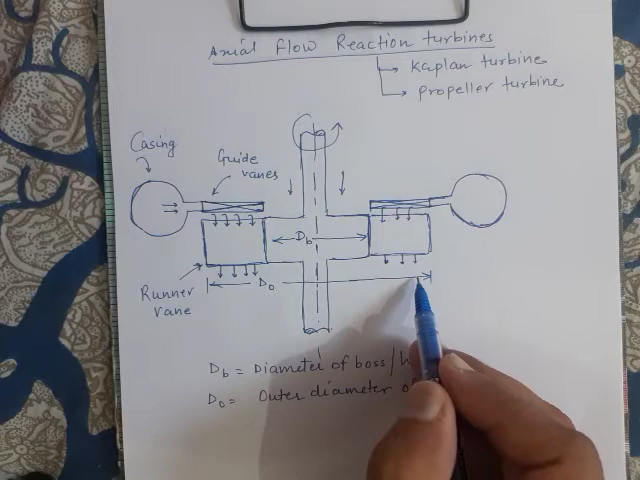 Axial Flow Reaction turbines
Kaplan turbine
propeller turbine
Casing
Guide
vanes
Db
Runner
vane
Do
Db = Diameter of boss/
Do = Outer diameter